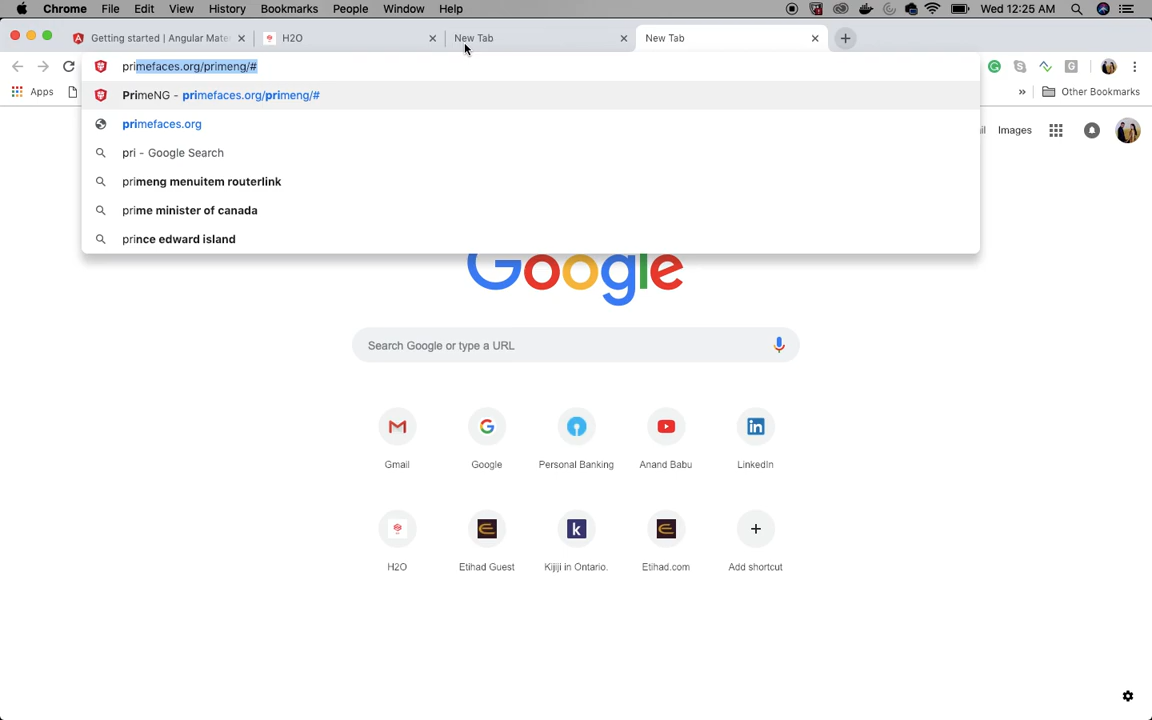 Chrome File Edit View History Bookmarks People Window Help Wed 12:25 AM
Getting started | Angular Mate H2O New Tab New Tab
primefaces.org/primeng/#
Apps Other Bookmarks
PrimeNG - primefaces.org/primeng/#
primefaces.org
il Images
pri - Google Search
primeng menuitem routerlink
prime minister of canada
prince edward island
Google
Search Google or type a URL
Gmail Google Personal Banking Anand Babu LinkedIn
H2O Etihad Guest Kijiji in Ontario. Etihad.com Add shortcut